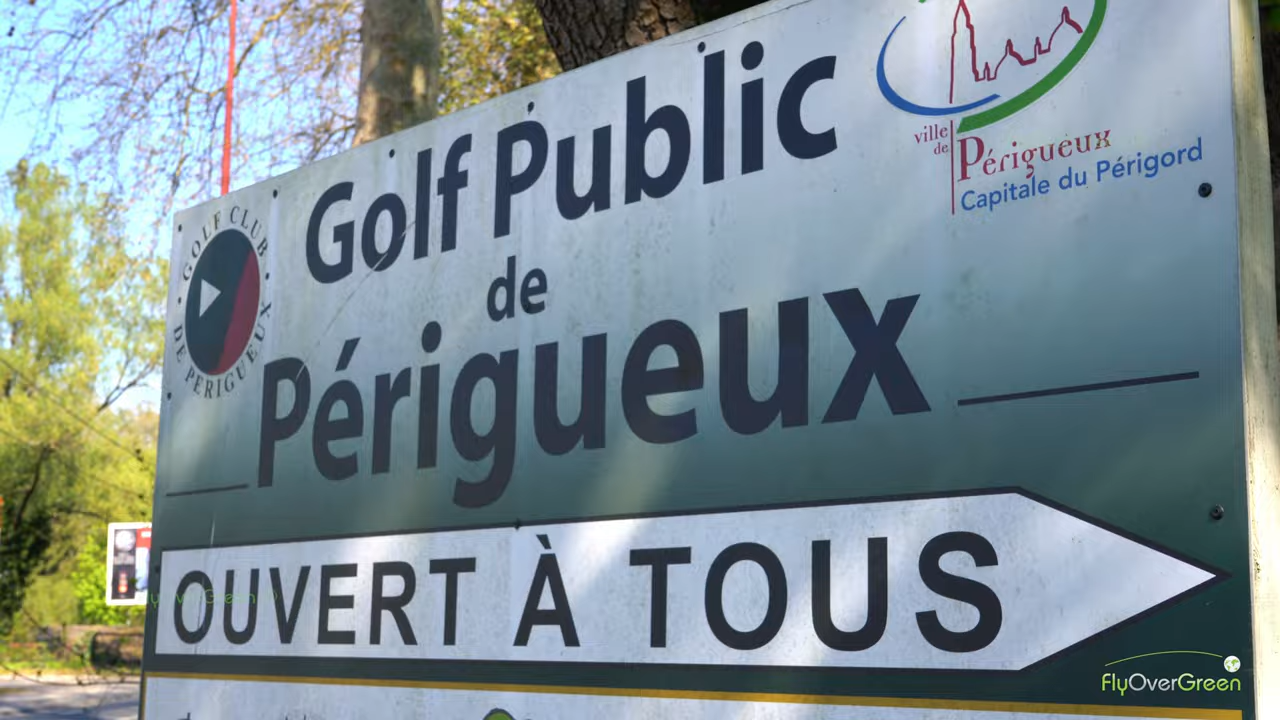 Golf Public
de
Périgueux
GOLF CLUB
DE PERIGUEUX
ville
de
Périgueux
Capitale du Périgord
OUVERT À TOUS
FlyOverGreen